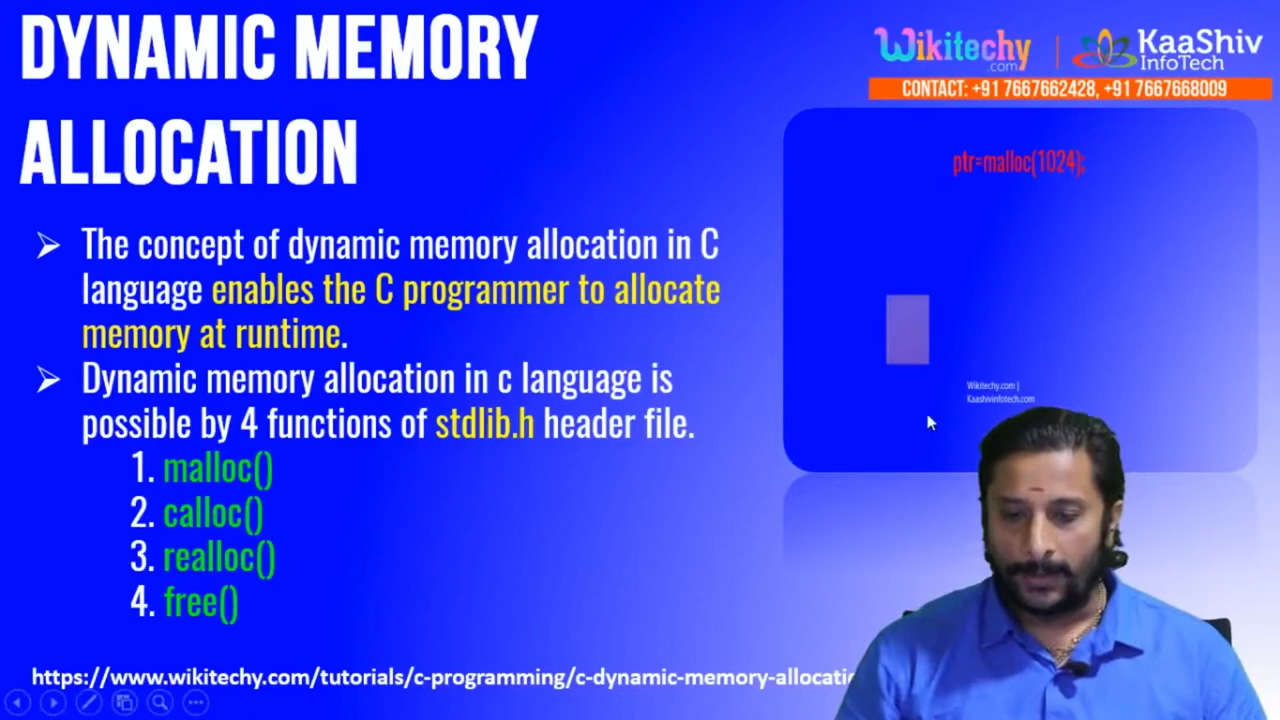 DYNAMIC MEMORY
ALLOCATION
Wikitechy
.com
KaaShiv
InfoTech
CONTACT: +91 7667662428, +91 7667668009
ptr=malloc(1024);
Wikitechy.com |
Kaashivinfotech.com
➢ The concept of dynamic memory allocation in C
language enables the C programmer to allocate
memory at runtime.
➢ Dynamic memory allocation in c language is
possible by 4 functions of stdlib.h header file.
1. malloc()
2. calloc()
3. realloc()
4. free()
https://www.wikitechy.com/tutorials/c-programming/c-dynamic-memory-allocatio